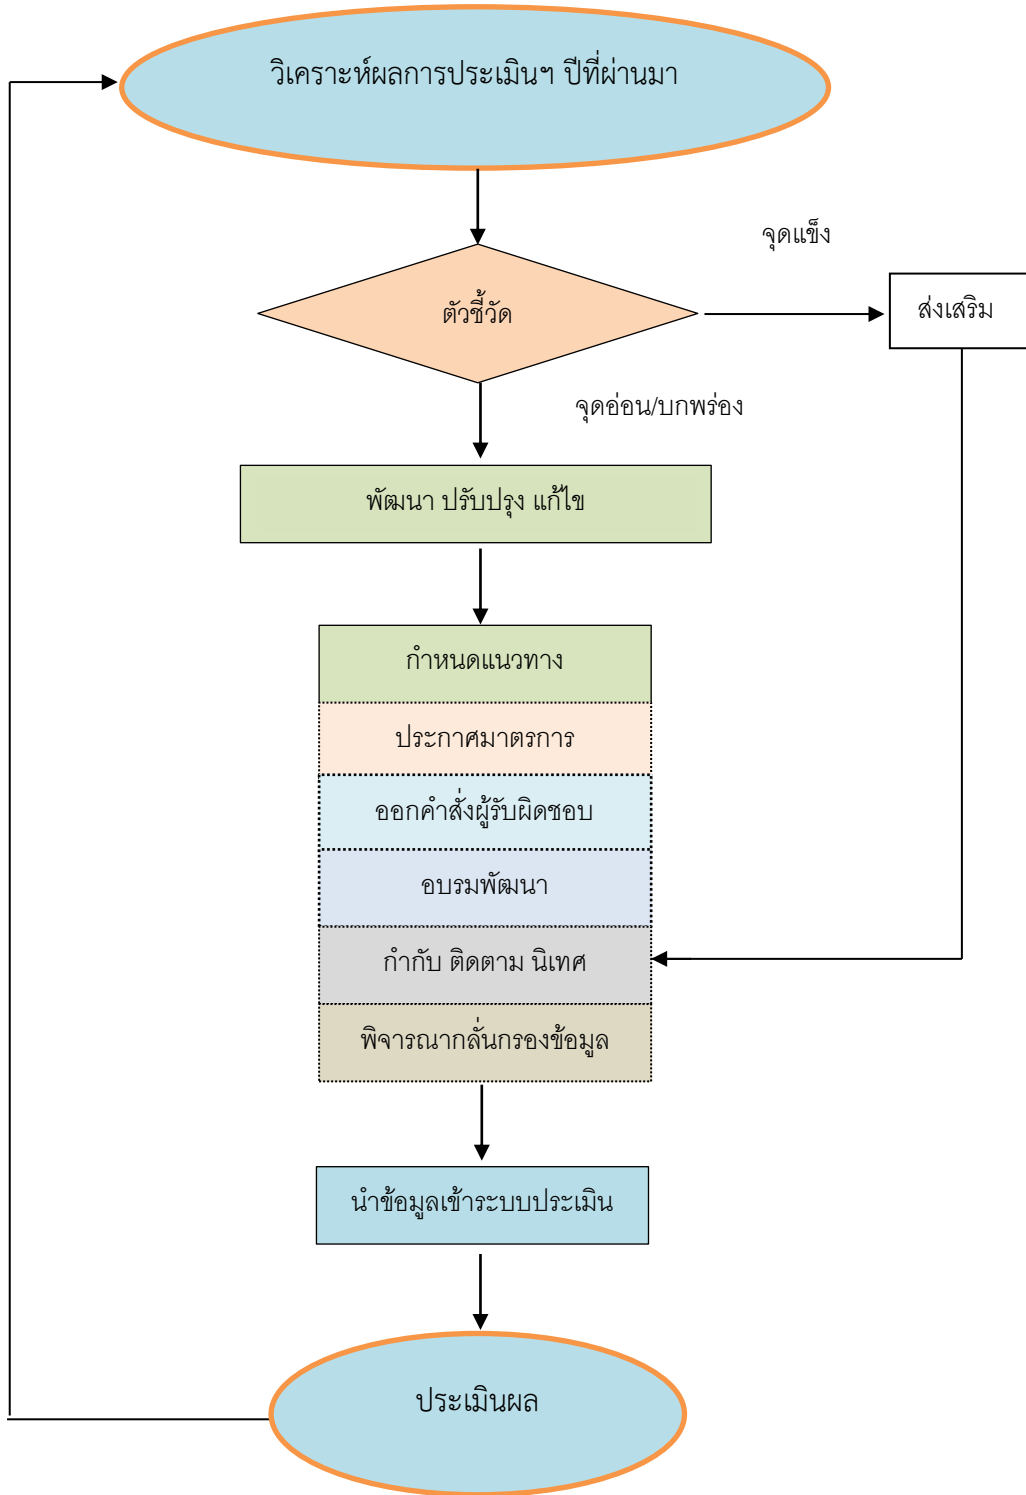 วิเคราะห์ผลการประเมินฯ ปีที่ผ่านมา
จุดแข็ง
ตัวชี้วัด
ส่งเสริม
จุดอ่อน/บกพร่อง
พัฒนา ปรับปรุง แก้ไข
กำหนดแนวทาง
ประกาศมาตรการ
ออกคำสั่งผู้รับผิดชอบ
อบรมพัฒนา
กำกับ ติดตาม นิเทศ
พิจารณากลั่นกรองข้อมูล
นำข้อมูลเข้าระบบประเมิน
ประเมินผล